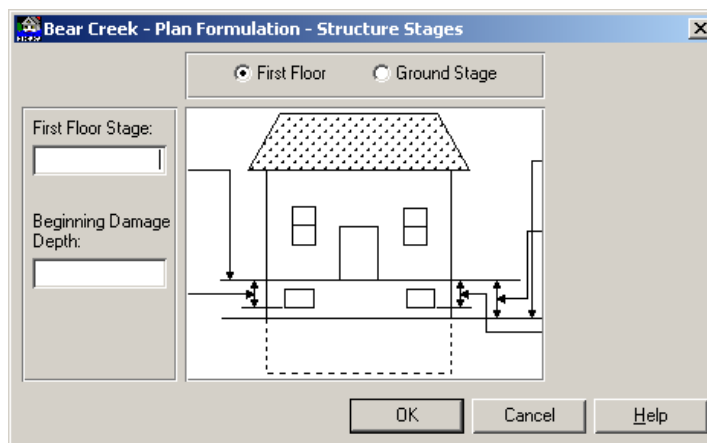 Bear Creek - Plan Formulation - Structure Stages
First Floor
Ground Stage
First Floor Stage:
Beginning Damage
Depth:
OK
Cancel
Help